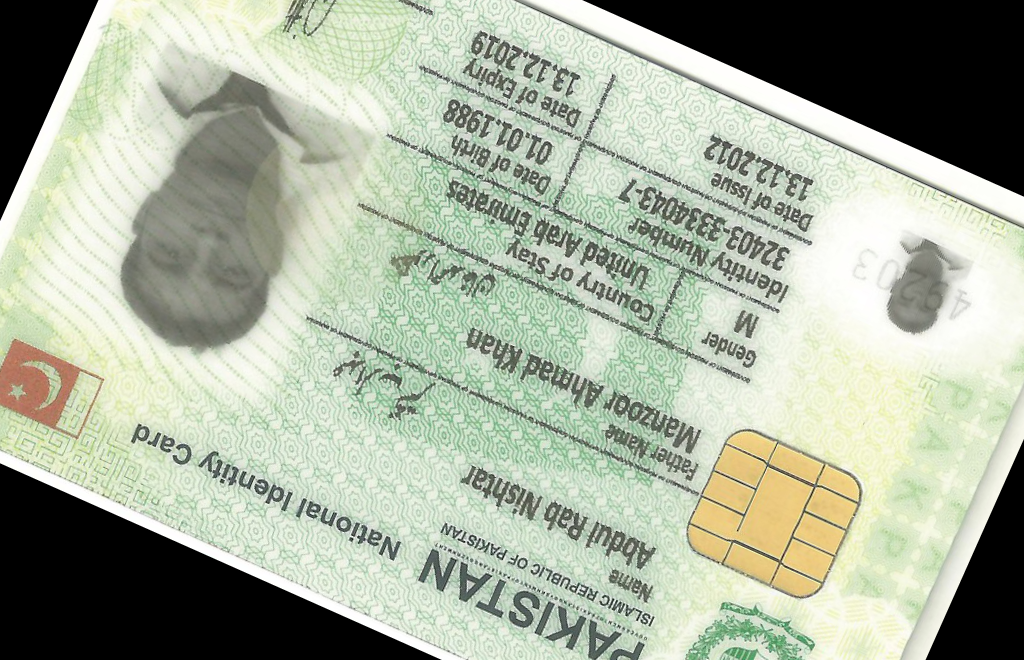 PAKISTAN National Identity Card
ISLAMIC REPUBLIC OF PAKISTAN
Name
Abdul Rab Nishtar
Father Name
Manzoor Ahmad Khan
Gender
M
Country of Stay
United Arab Emirates
Identity Number
32403-3334043-7
Date of Birth
01.01.1988
Date of Issue
13.12.2012
Date of Expiry
13.12.2019
49203
PAKPA